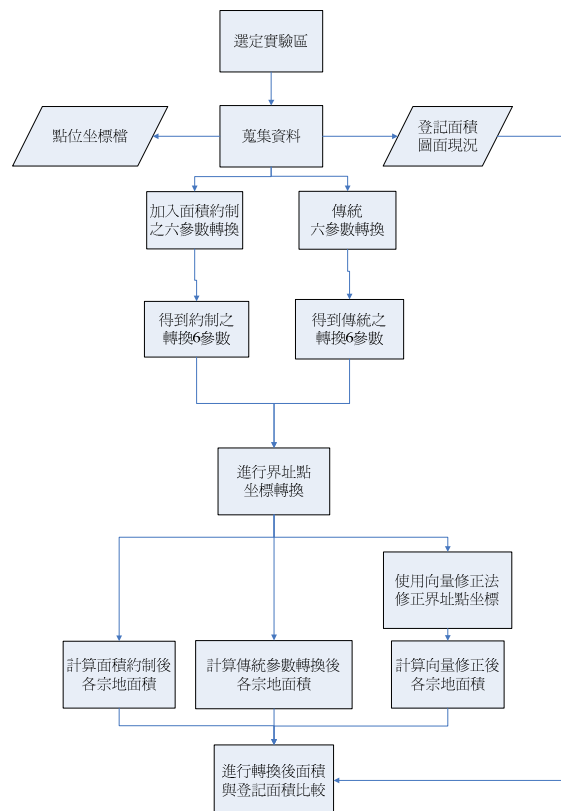 選定實驗區
點位坐標檔
蒐集資料
登記面積
圖面現況
加入面積約制
之六參數轉換
傳統
六參數轉換
得到約制之
轉換6參數
得到傳統之
轉換6參數
進行界址點
坐標轉換
使用向量修正法
修正界址點坐標
計算面積約制後
各宗地面積
計算傳統參數轉換後
各宗地面積
計算向量修正後
各宗地面積
進行轉換後面積
與登記面積比較